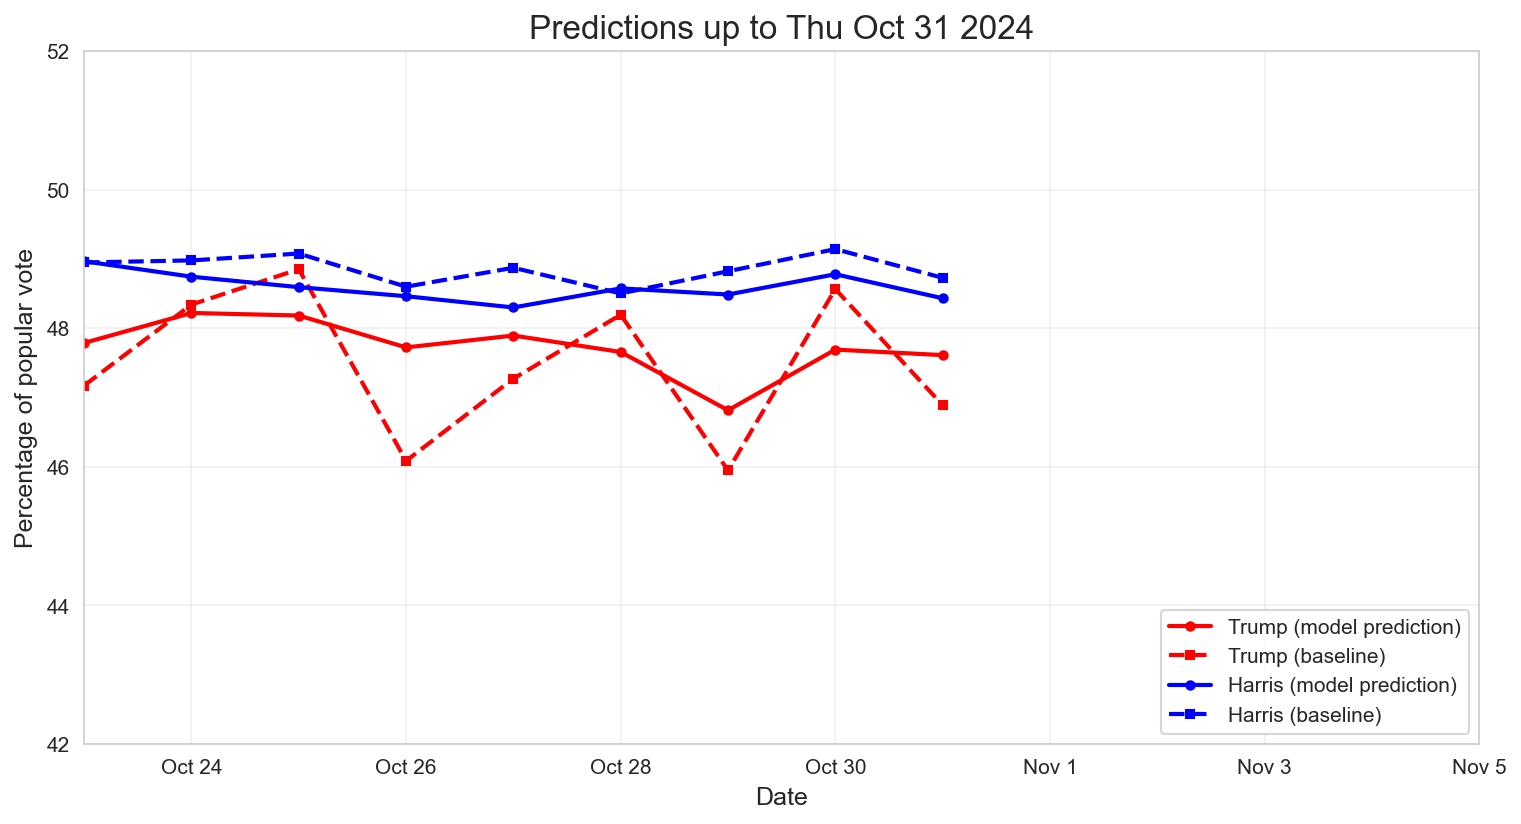 Predictions up to Thu Oct 31 2024
Percentage of popular vote
52
50
48
46
44
42
Oct 24
Oct 26
Oct 28
Oct 30
Nov 1
Nov 3
Nov 5
Date
Trump (model prediction)
Trump (baseline)
Harris (model prediction)
Harris (baseline)